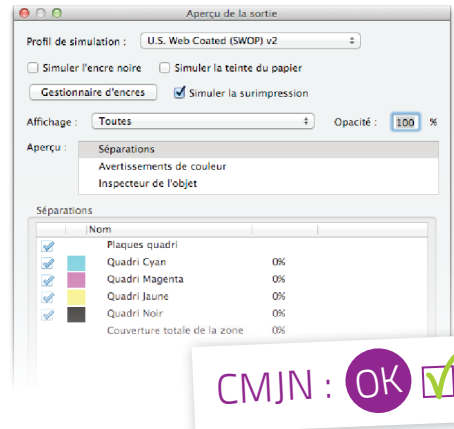 Aperçu de la sortie
Profil de simulation : U.S. Web Coated (SWOP) v2
Simuler l'encre noire Simuler la teinte du papier
Gestionnaire d'encres Simuler la surimpression
Affichage : Toutes Opacité : 100 %
Aperçu : Séparations
Avertissements de couleur
Inspecteur de l'objet
Séparations
Nom
Plaques quadri
Quadri Cyan 0%
Quadri Magenta 0%
Quadri Jaune 0%
Quadri Noir 0%
Couverture totale de la zone 0%
CMJN : OK